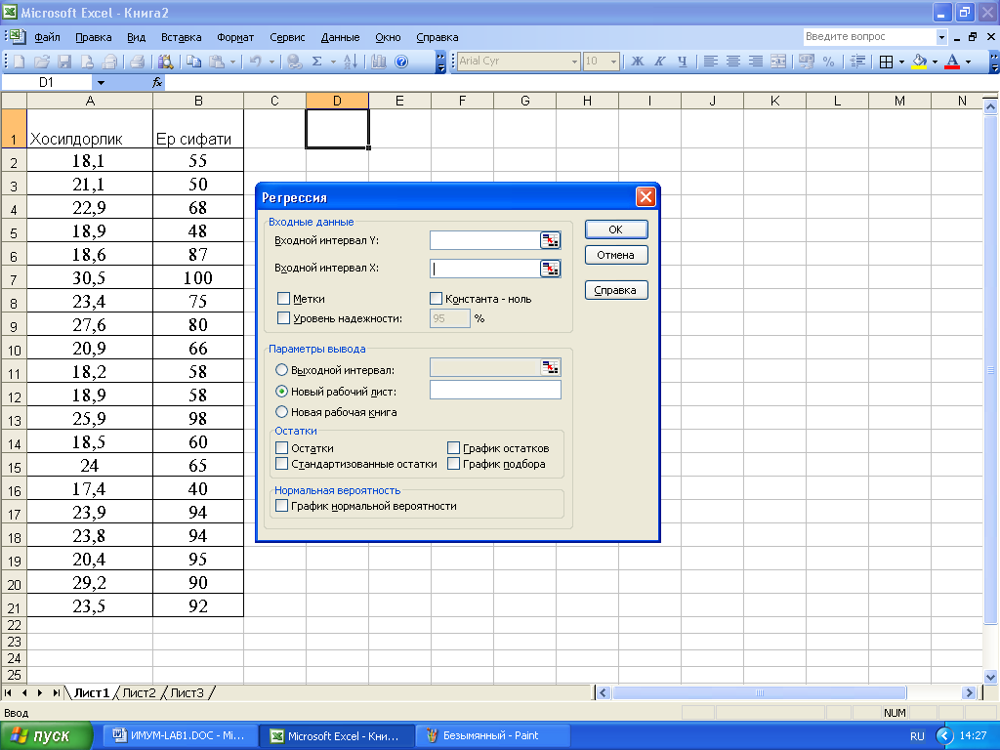 Microsoft Excel - Книга2
Файл Правка Вид Вставка Формат Сервис Данные Окно Справка Введите вопрос
Arial Cyr 10 Ж К Ч
D1 fx
A B C D E F G H I J K L M N
1 Хосилдорлик Ер сифати
2 18,1 55
3 21,1 50
4 22,9 68
5 18,9 48
6 18,6 87
7 30,5 100
8 23,4 75
9 27,6 80
10 20,9 66
11 18,2 58
12 18,9 58
13 25,9 98
14 18,5 60
15 24 65
16 17,4 40
17 23,9 94
18 23,8 94
19 20,4 95
20 29,2 90
21 23,5 92
22
23
24
25
Регрессия
Входные данные
Входной интервал Y:
Входной интервал X:
Метки Константа - ноль
Уровень надежности: 95 %
ОК
Отмена
Справка
Параметры вывода
Выходной интервал:
Новый рабочий лист:
Новая рабочая книга
Остатки
Остатки График остатков
Стандартизованные остатки График подбора
Нормальная вероятность
График нормальной вероятности
Лист1 Лист2 Лист3
Ввод NUM
пуск ИМУМ-LAB1.DOC - Mi... Microsoft Excel - Кни... Безымянный - Paint RU 14:27